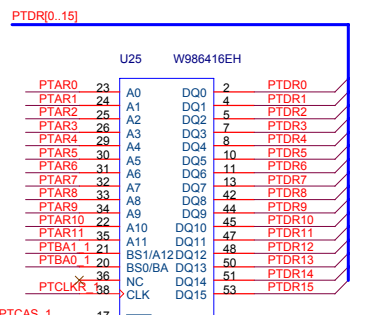 PTDR[0..15]
U25 W986416EH
PTAR0 23 A0 DQ0 2 PTDR0
PTAR1 24 A1 DQ1 4 PTDR1
PTAR2 25 A2 DQ2 5 PTDR2
PTAR3 26 A3 DQ3 7 PTDR3
PTAR4 29 A4 DQ4 8 PTDR4
PTAR5 30 A5 DQ5 10 PTDR5
PTAR6 31 A6 DQ6 11 PTDR6
PTAR7 32 A7 DQ7 13 PTDR7
PTAR8 33 A8 DQ8 42 PTDR8
PTAR9 34 A9 DQ9 44 PTDR9
PTAR10 22 A10 DQ10 45 PTDR10
PTAR11 35 A11 DQ11 47 PTDR11
PTBA1_1 21 BS1/A12 DQ12 48 PTDR12
PTBA0_1 20 BS0/BA DQ13 50 PTDR13
36 NC DQ14 51 PTDR14
PTCLKR_1 38 CLK DQ15 53 PTDR15
PTCAS_1 17